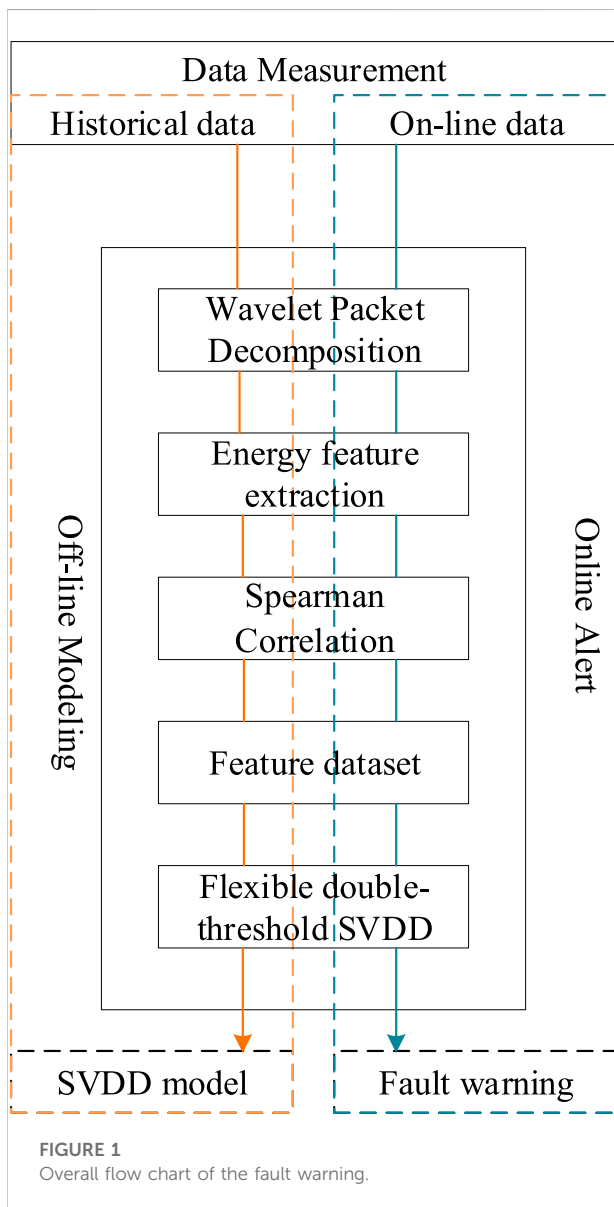 Data Measurement
Historical data
On-line data
Wavelet Packet
Decomposition
Energy feature
extraction
Spearman
Correlation
Feature dataset
Flexible double-
threshold SVDD
Off-line Modeling
Online Alert
SVDD model
Fault warning
FIGURE 1
Overall flow chart of the fault warning.